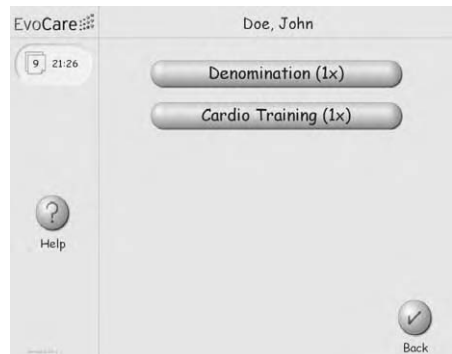 EvoCare
Doe, John
9 21:26
Denomination (1x)
Cardio Training (1x)
?
Help
Back